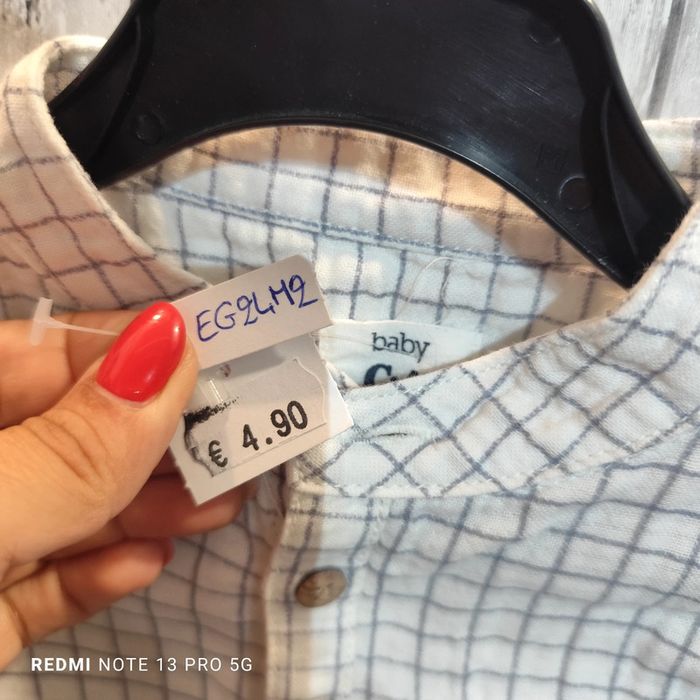 EG24M2
€ 4.90
baby
REDMI NOTE 13 PRO 5G